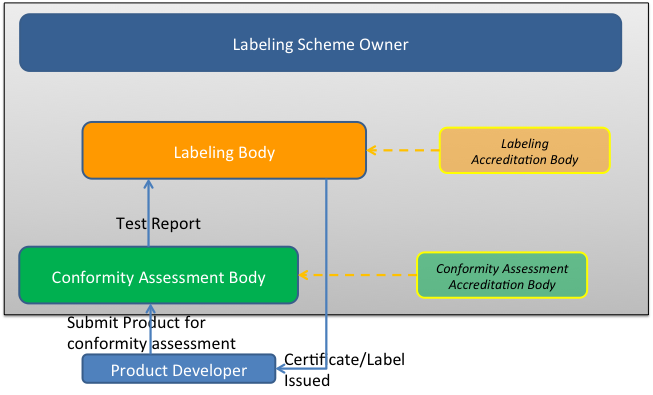 Labeling Scheme Owner
Labeling Body
Labeling
Accreditation Body
Test Report
Conformity Assessment Body
Conformity Assessment
Accreditation Body
Submit Product for
conformity assessment
Product Developer
Certificate/Label
Issued